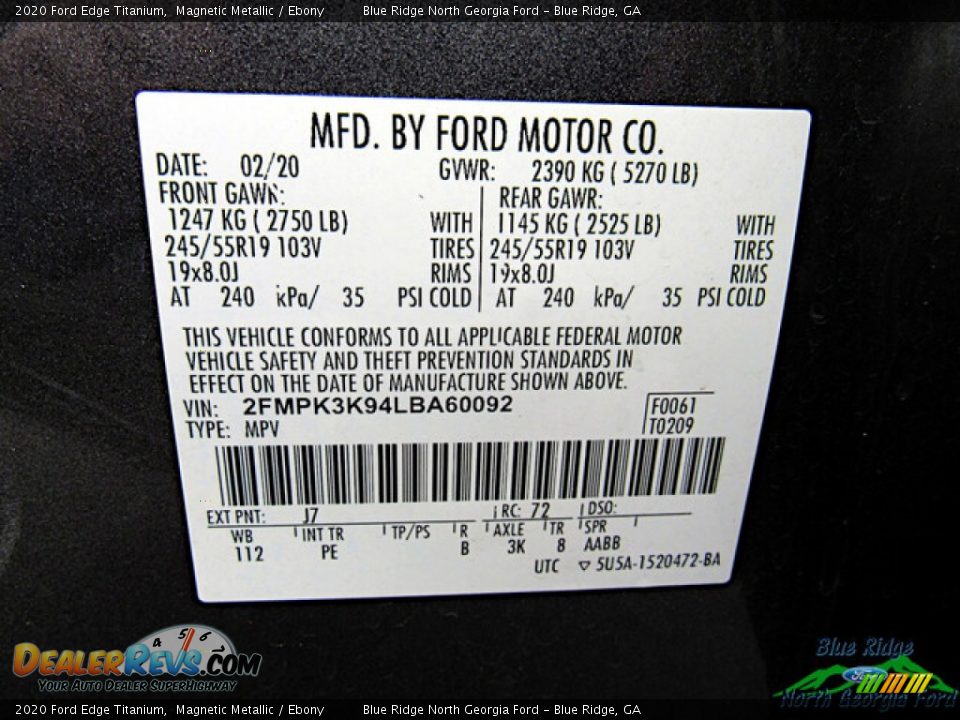 2020 Ford Edge Titanium, Magnetic Metallic / Ebony Blue Ridge North Georgia Ford - Blue Ridge, GA
MFD. BY FORD MOTOR CO.
DATE: 02/20 GVWR: 2390 KG ( 5270 LB)
FRONT GAWR: REAR GAWR:
1247 KG ( 2750 LB) WITH 1145 KG ( 2525 LB) WITH
245/55R19 103V TIRES 245/55R19 103V TIRES
19x8.0J RIMS 19x8.0J RIMS
AT 240 kPa/ 35 PSI COLD AT 240 kPa/ 35 PSI COLD
THIS VEHICLE CONFORMS TO ALL APPLICABLE FEDERAL MOTOR
VEHICLE SAFETY AND THEFT PREVENTION STANDARDS IN
EFFECT ON THE DATE OF MANUFACTURE SHOWN ABOVE.
VIN: 2FMPK3K94LBA60092 F0061
TYPE: MPV T0209
EXT PNT: J7 RC: 72 DSO:
WB INT TR TP/PS R AXLE TR SPR
112 PE B 3K 8 AABB
UTC ▽ 5U5A-1520472-BA
4 5 6
DEALERREVS.COM
YOUR AUTO DEALER SUPERHIGHWAY
Blue Ridge
Ford
North Georgia Ford
2020 Ford Edge Titanium, Magnetic Metallic / Ebony Blue Ridge North Georgia Ford - Blue Ridge, GA